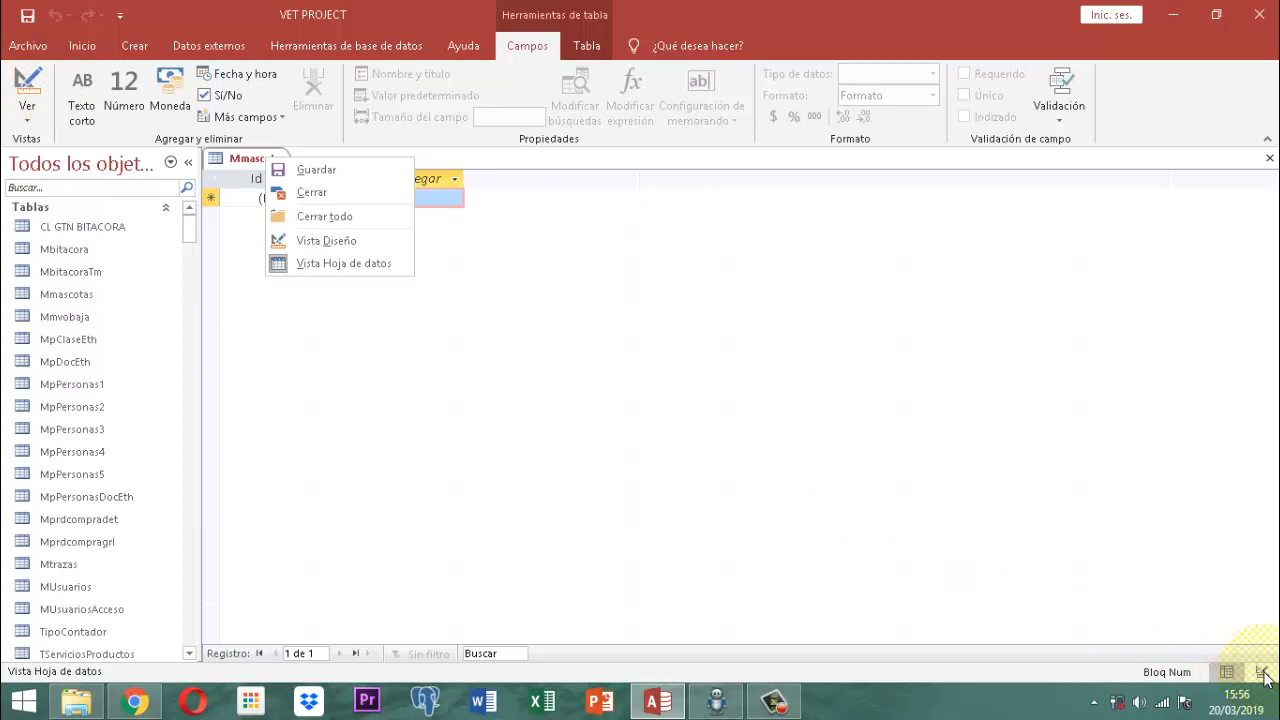 VET PROJECT
Herramientas de tabla
Inic. ses.
Archivo Inicio Crear Datos externos Herramientas de base de datos Ayuda Campos Tabla ¿Qué desea hacer?
Ver
Vistas
AB
Texto corto
12
Número
Moneda
Fecha y hora
Sí/No
Más campos
Eliminar
Agregar y eliminar
Nombre y título
Valor predeterminado
Tamaño del campo
Modificar búsquedas
fx
Modificar expresión
ab
Configuración de memorando
Propiedades
Tipo de datos:
Formato: Formato
$ % 000
Formato
Requerido
Único
Indizado
Validación
Validación de campo
Todos los objet...
Buscar...
Tablas
CL GTN BITACORA
Mbitacora
MbitacoraTm
Mmascotas
Mmvobaja
MpClaseEth
MpDocEth
MpPersonas1
MpPersonas2
MpPersonas3
MpPersonas4
MpPersonas5
MpPersonasDocEth
Mprdcompradet
Mprdcompragrl
Mtrazas
MUsuarios
MUsuariosAcceso
TipoContador
TServiciosProductos
Id
Guardar
Cerrar
Cerrar todo
Vista Diseño
Vista Hoja de datos
Registro: 1 de 1 Sin filtro Buscar
Vista Hoja de datos
Bloq Num
15:56
20/03/2019